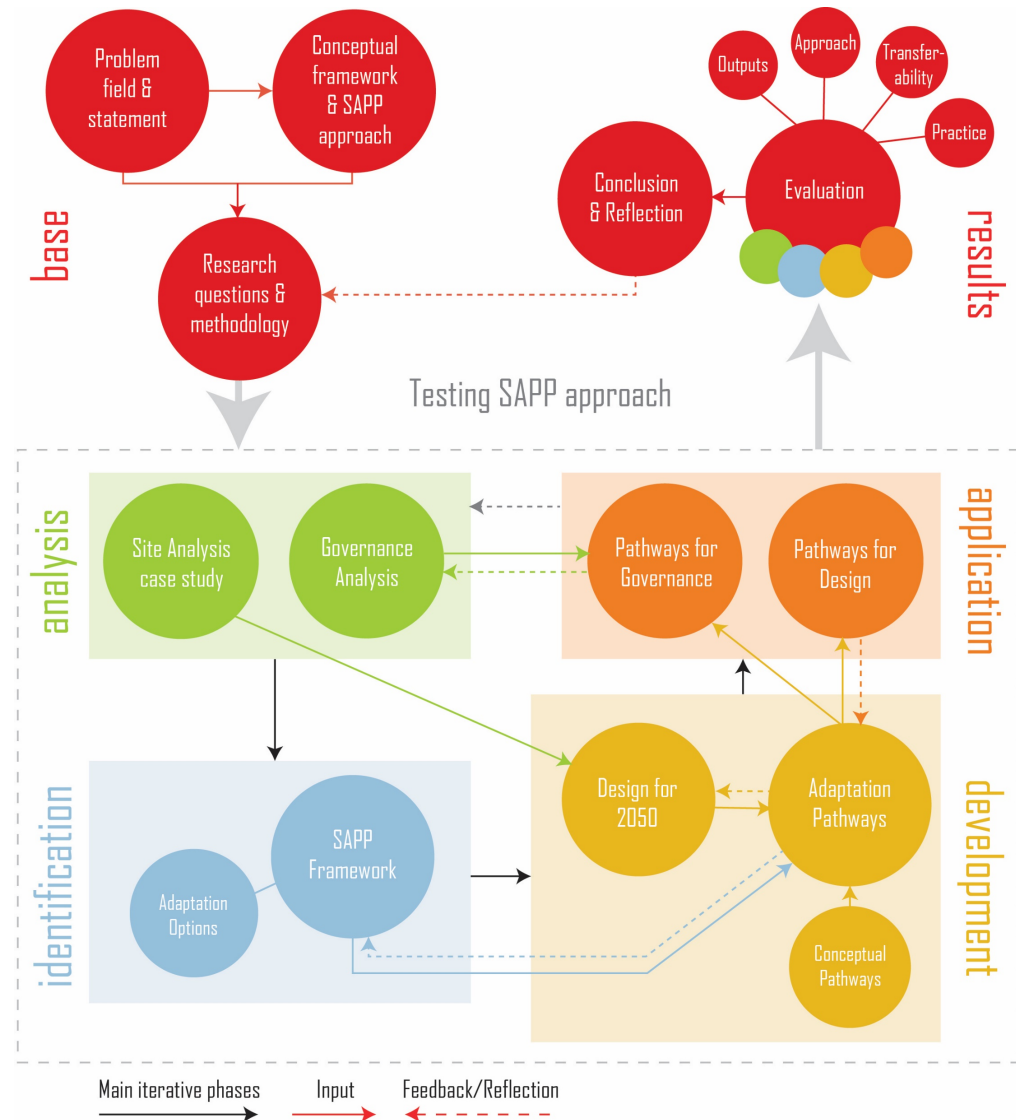 Problem
field &
statement
Conceptual
framework
& SAPP
approach
Outputs
Approach
Transfer-
ability
Practice
Evaluation
Conclusion
& Reflection
base
results
Research
questions &
methodology
Testing SAPP approach
analysis
Site Analysis
case study
Governance
Analysis
Pathways for
Governance
Pathways for
Design
application
identification
Adaptation
Options
SAPP
Framework
Design for
2050
Adaptation
Pathways
Conceptual
Pathways
development
Main iterative phases
Input
Feedback/Reflection